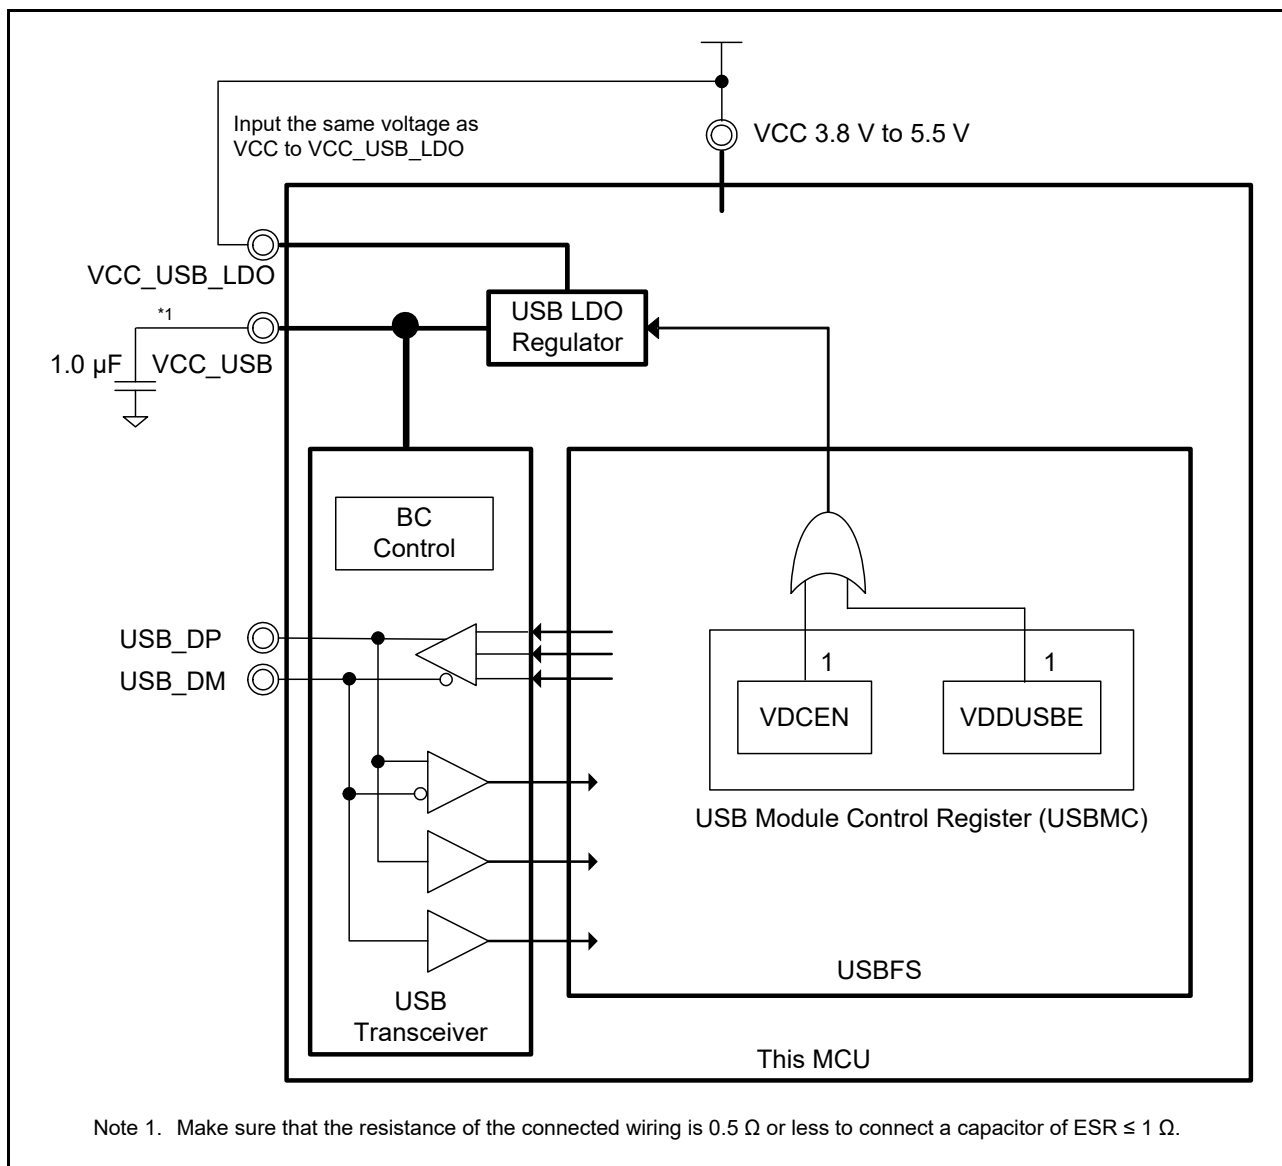 Input the same voltage as
VCC to VCC_USB_LDO
VCC 3.8 V to 5.5 V
VCC_USB_LDO
USB LDO
Regulator
*1
1.0 µF
VCC_USB
BC
Control
USB_DP
USB_DM
1
1
VDCEN
VDDUSBE
USB Module Control Register (USBMC)
USBFS
USB
Transceiver
This MCU
Note 1. Make sure that the resistance of the connected wiring is 0.5 Ω or less to connect a capacitor of ESR ≤ 1 Ω.